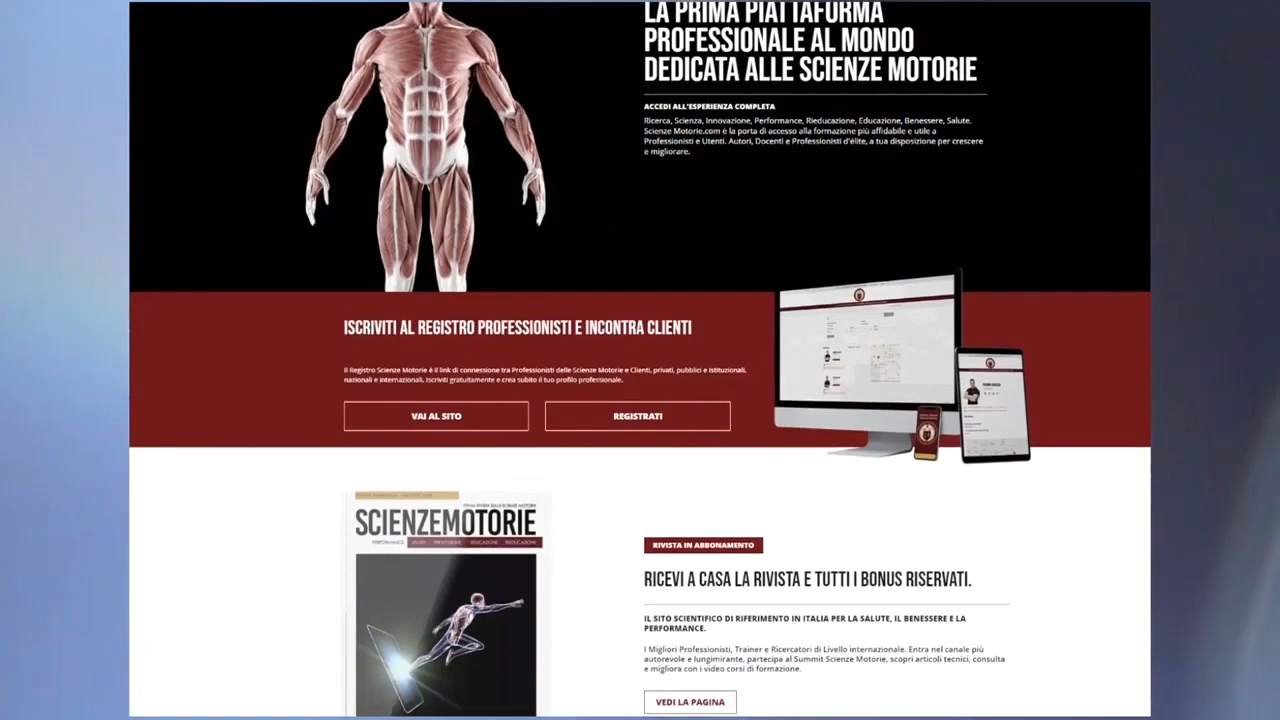 LA PRIMA PIATTAFORMA
PROFESSIONALE AL MONDO
DEDICATA ALLE SCIENZE MOTORIE
ACCEDI ALL'ESPERIENZA COMPLETA
Ricerca, Scienza, Innovazione, Performance, Rieducazione, Educazione, Benessere, Salute.
Scienze Motorie.com è la porta di accesso alla formazione più affidabile e utile a
Professionisti e Utenti. Autori, Docenti e Professionisti d'élite, a tua disposizione per crescere
e migliorare.
ISCRIVITI AL REGISTRO PROFESSIONISTI E INCONTRA CLIENTI
Il Registro Scienze Motorie è il link di connessione tra Professionisti delle Scienze Motorie e Clienti, privati, pubblici e Istituzionali,
nazionali e internazionali. Iscriviti gratuitamente e crea subito il tuo profilo professionale.
VAI AL SITO
REGISTRATI
SCIENZEMOTORIE
PERFORMANCE
EDUCAZIONE
RIEDUCAZIONE
RIVISTA IN ABBONAMENTO
RICEVI A CASA LA RIVISTA E TUTTI I BONUS RISERVATI.
IL SITO SCIENTIFICO DI RIFERIMENTO IN ITALIA PER LA SALUTE, IL BENESSERE E LA
PERFORMANCE.
I Migliori Professionisti, Trainer e Ricercatori di Livello internazionale. Entra nel canale più
autorevole e lungimirante, partecipa al Summit Scienze Motorie, scopri articoli tecnici, consulta
e migliora con i video corsi di formazione.
VEDI LA PAGINA